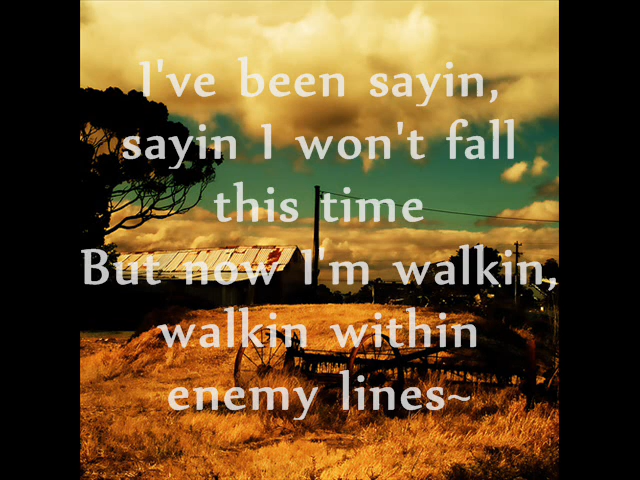 I've been sayin,
sayin I won't fall
this time
But now I'm walkin,
walkin within
enemy lines~